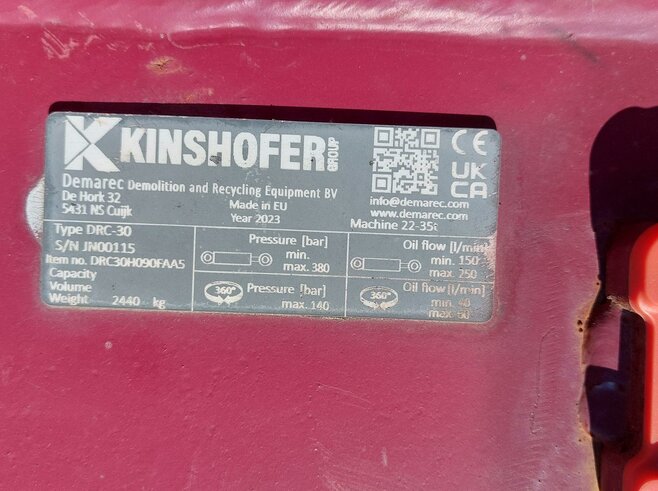 KINSHOFER GROUP
CE
UK
CA
Demarec Demolition and Recycling Equipment BV
De Hork 32
5431 NS Cuijk
Made in EU
Year 2023
info@demarec.com
www.demarec.com
Machine 22-35t
Type DRC-30
S/N JN00115
Item no. DRC30H090FAA5
Capacity
Volume
Weight 2440 kg
Pressure [bar]
min.
max. 380
Oil flow [l/min]
min. 150
max. 250
360°
Pressure [bar]
max. 140
360°
Oil flow [l/min]
min. 40
max. 60